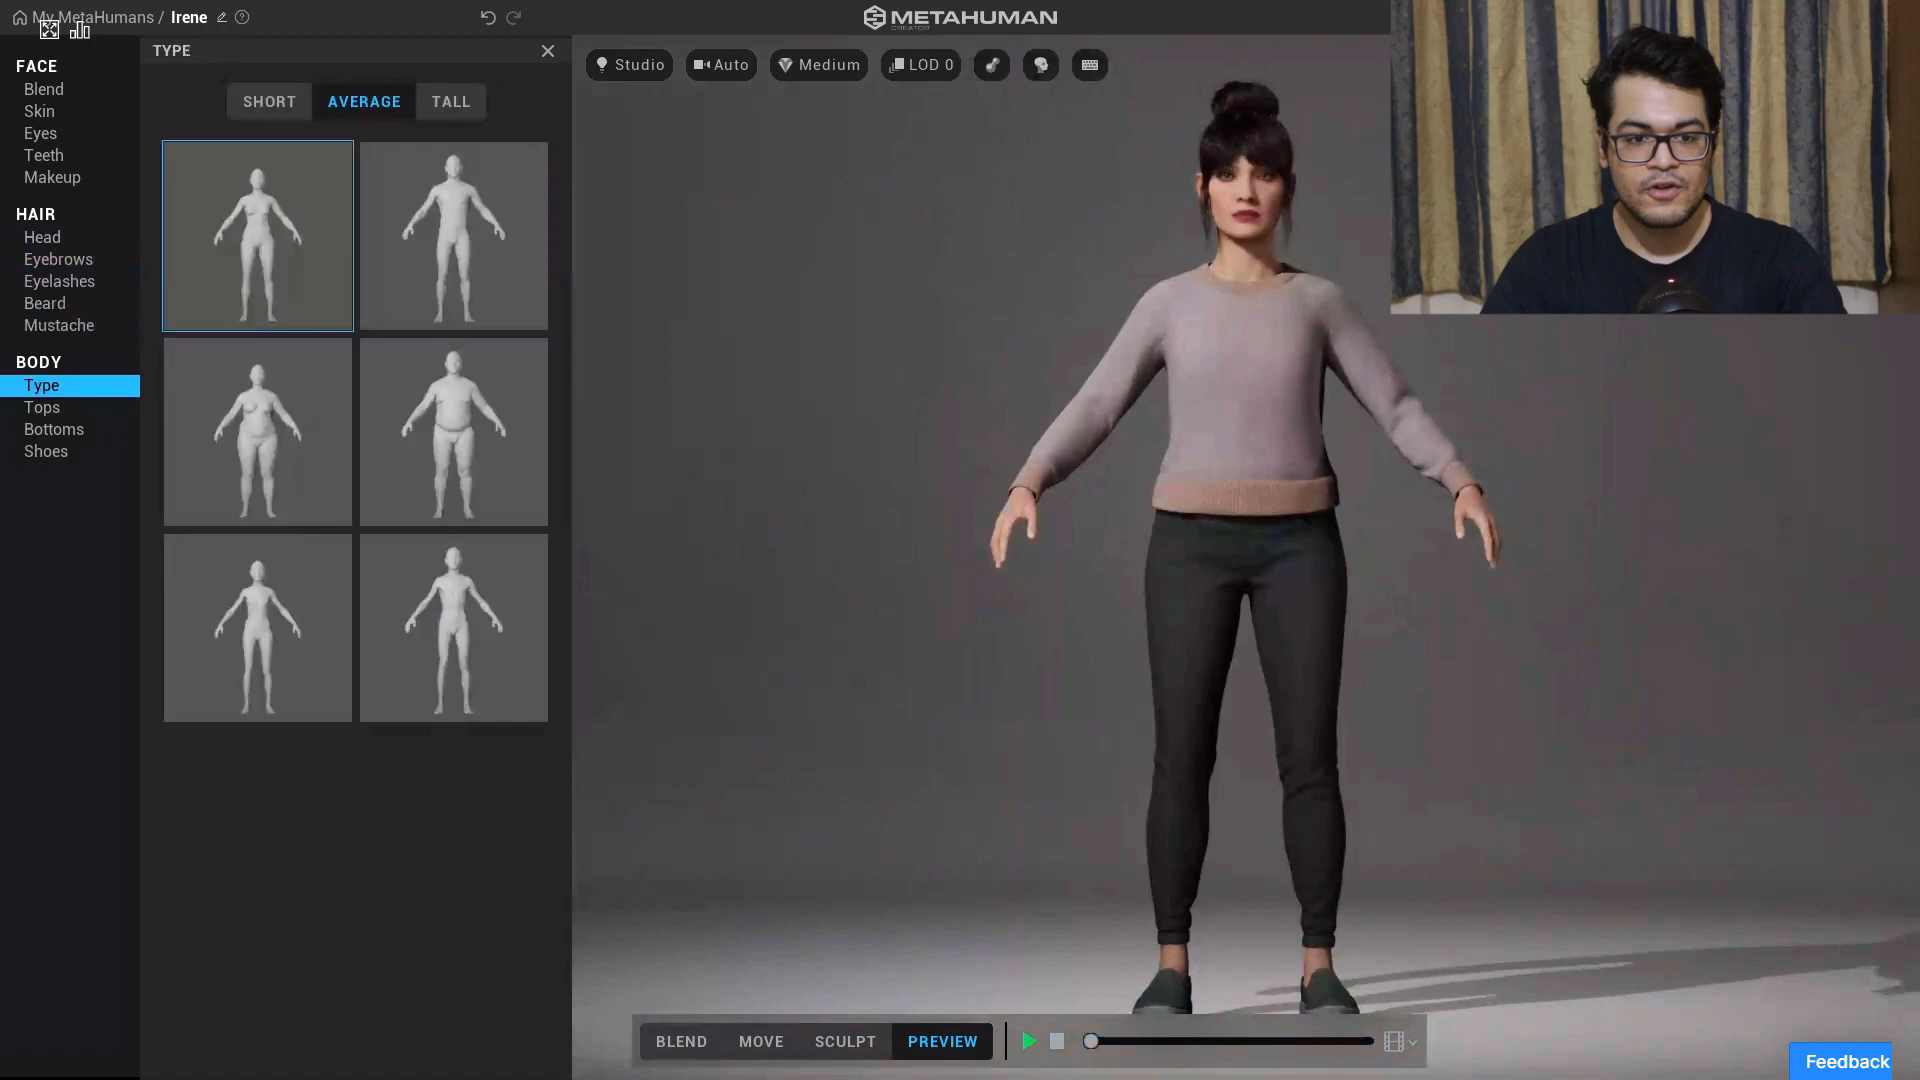 My MetaHumans / Irene
METAHUMAN
CREATOR
FACE
Blend
Skin
Eyes
Teeth
Makeup
HAIR
Head
Eyebrows
Eyelashes
Beard
Mustache
BODY
Type
Tops
Bottoms
Shoes
TYPE
SHORT AVERAGE TALL
Studio Auto Medium LOD 0
BLEND MOVE SCULPT PREVIEW
Feedback